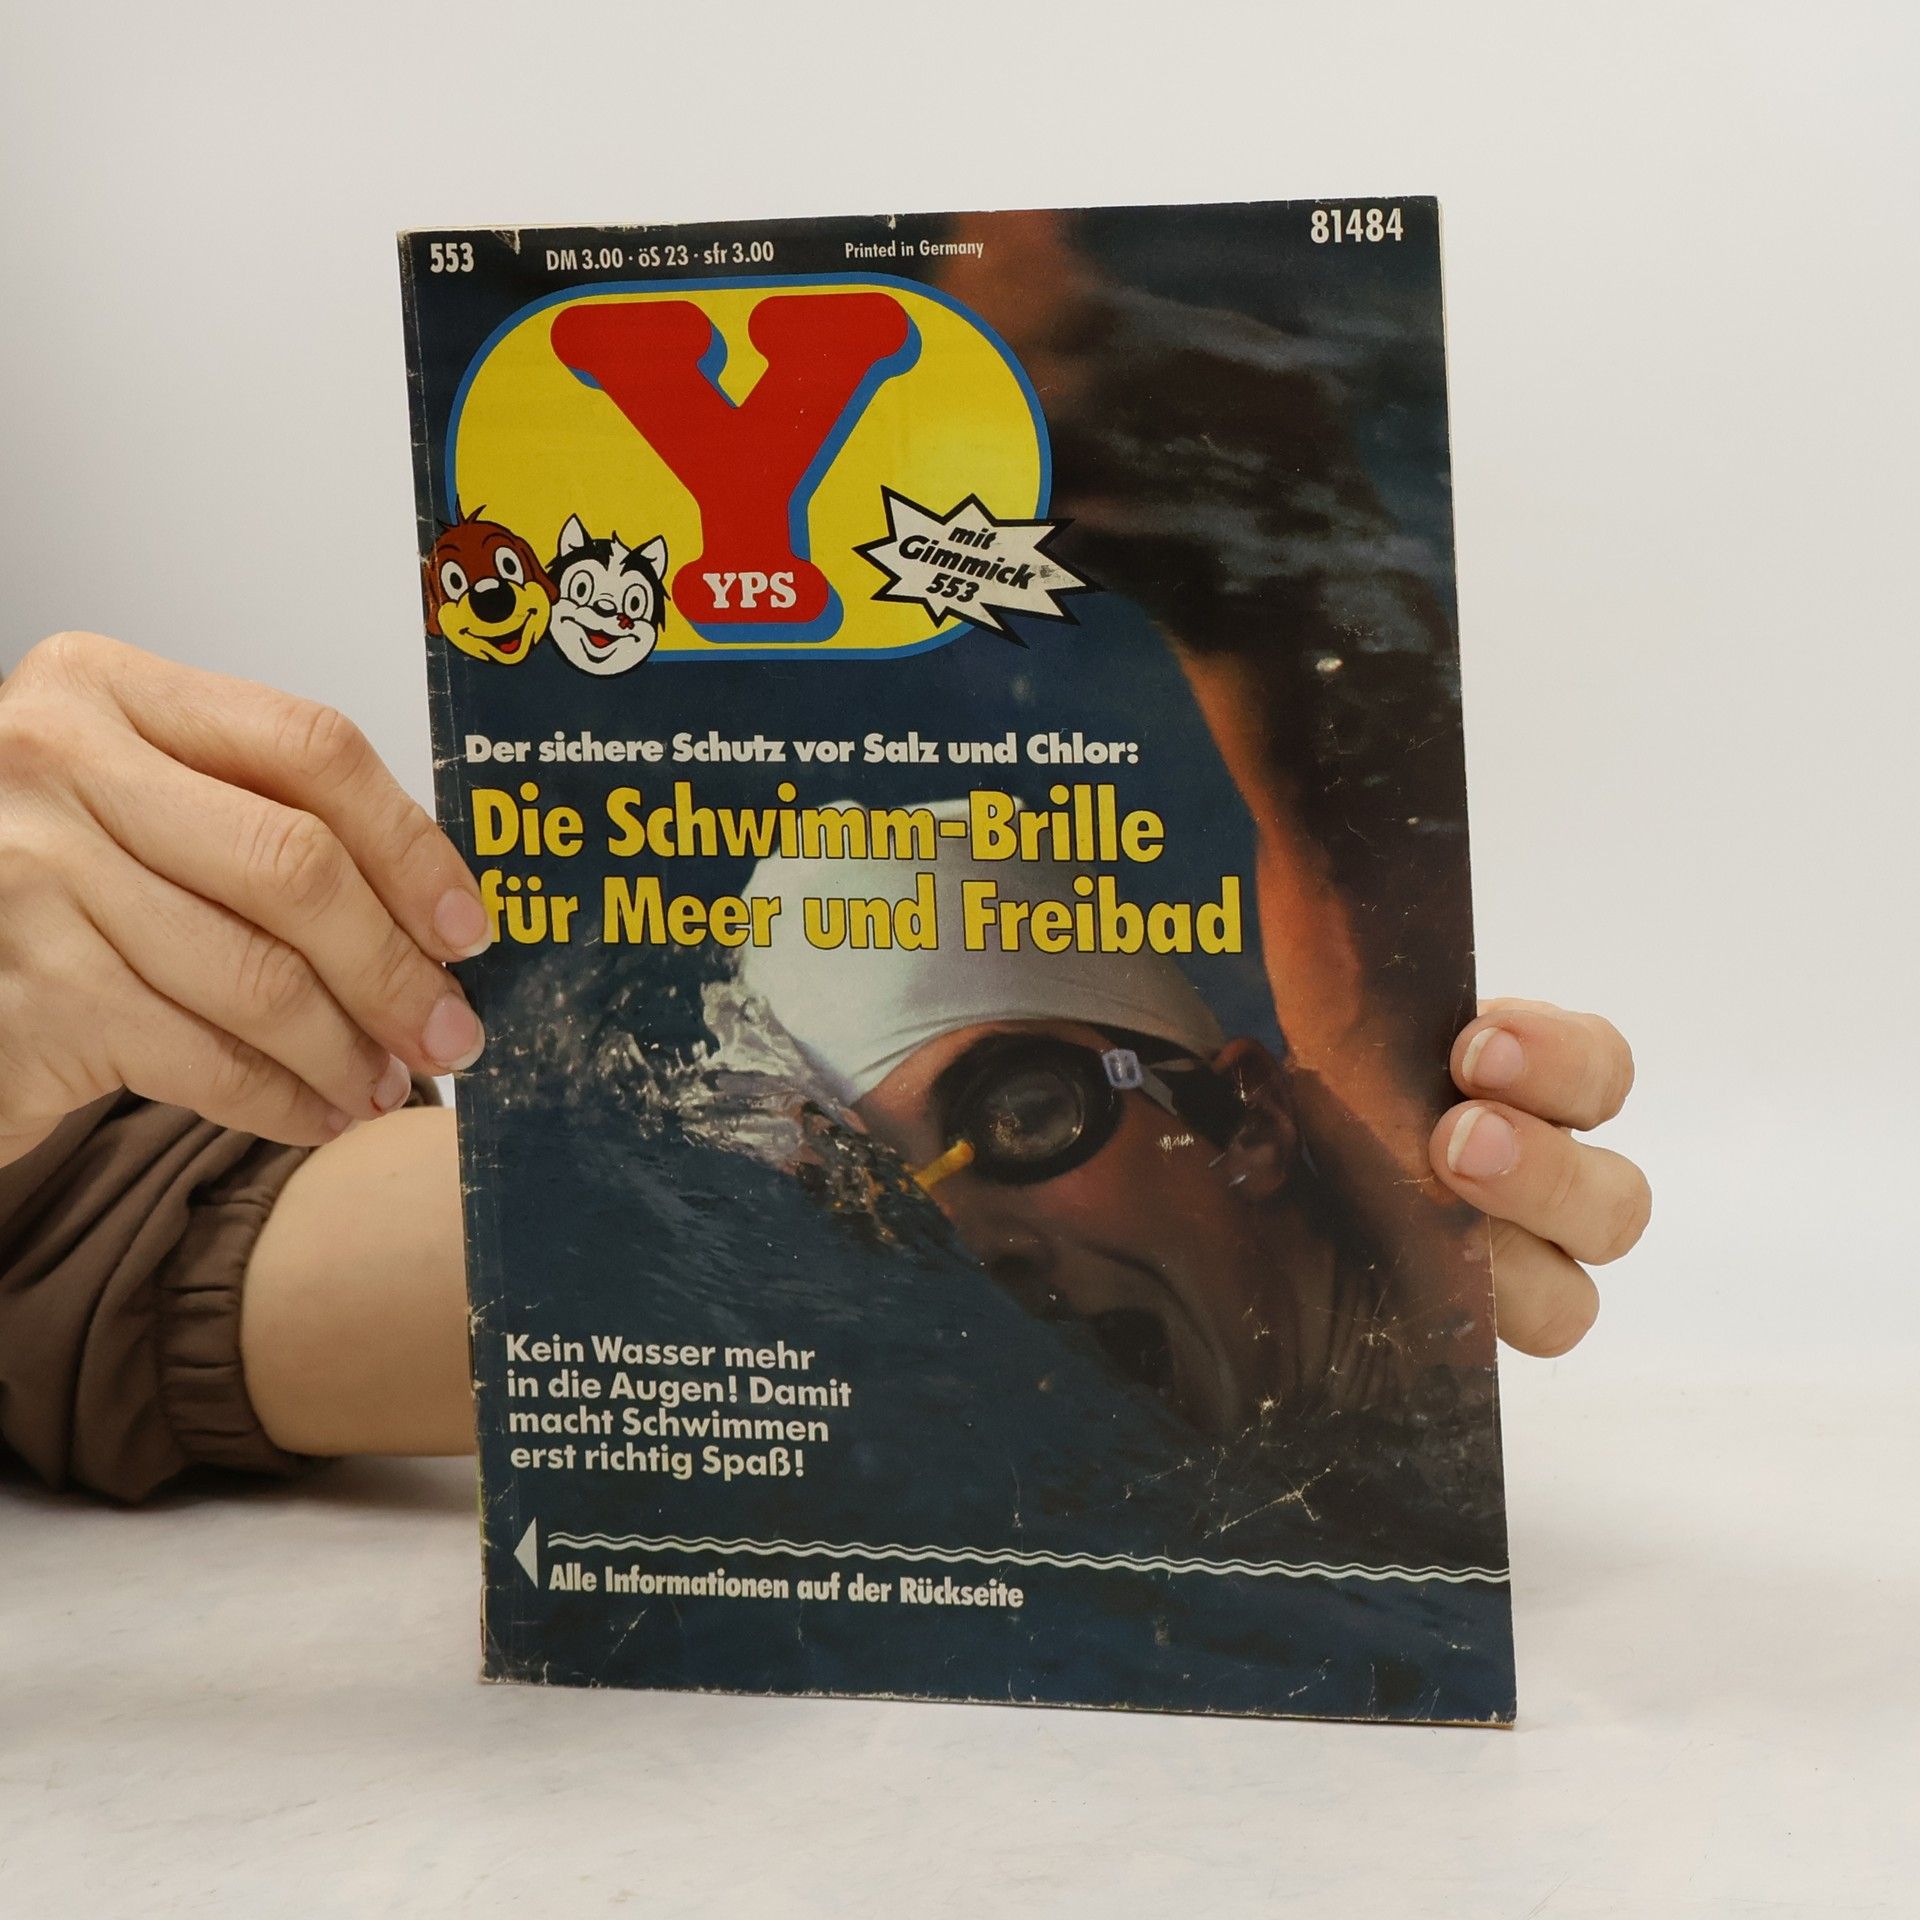 553
DM 3.00 · öS 23 · sfr 3.00
Printed in Germany
81484
Y
YPS
mit
Gimmick
553
Der sichere Schutz vor Salz und Chlor:
Die Schwimm-Brille
für Meer und Freibad
Kein Wasser mehr
in die Augen! Damit
macht Schwimmen
erst richtig Spaß!
Alle Informationen auf der Rückseite